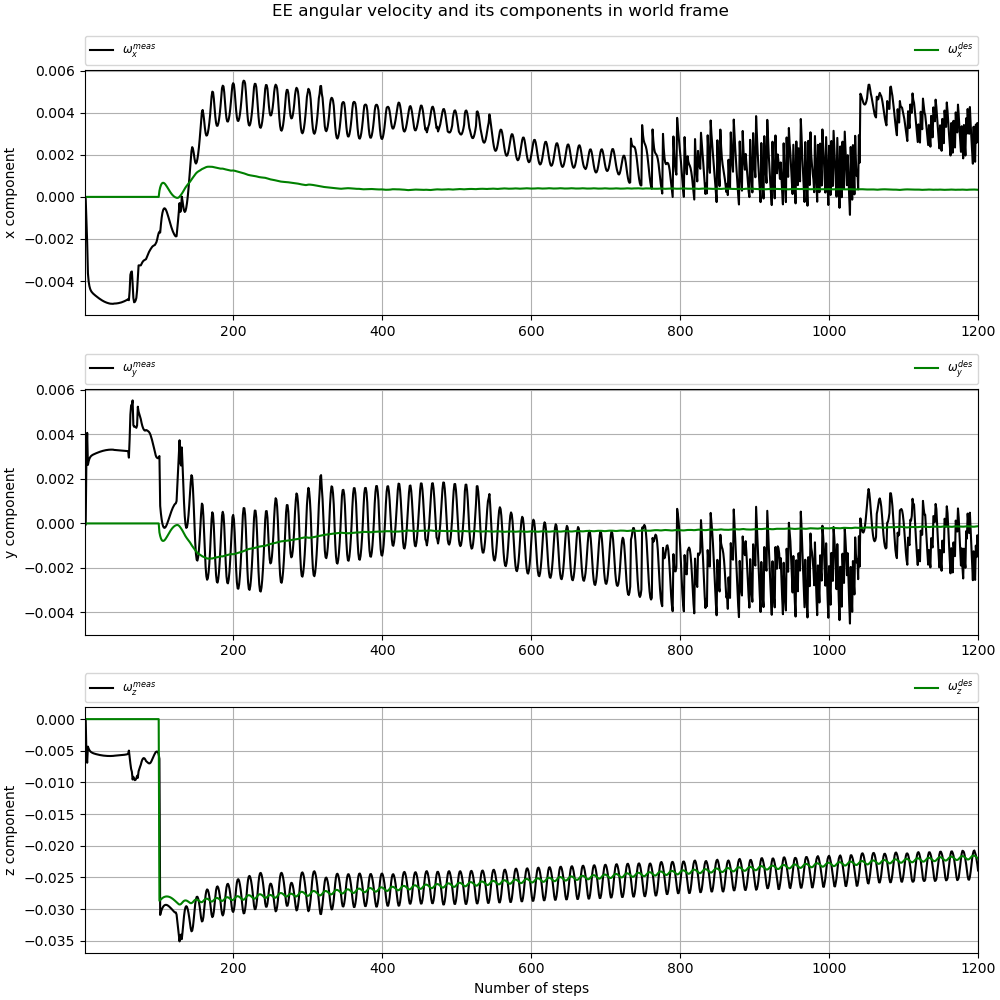 EE angular velocity and its components in world frame
ω_x^meas ω_x^des
0.006
0.004
0.002
0.000
−0.002
−0.004
x component
200 400 600 800 1000 1200
ω_y^meas ω_y^des
0.006
0.004
0.002
0.000
−0.002
−0.004
y component
200 400 600 800 1000 1200
ω_z^meas ω_z^des
0.000
−0.005
−0.010
−0.015
−0.020
−0.025
−0.030
−0.035
z component
200 400 600 800 1000 1200
Number of steps